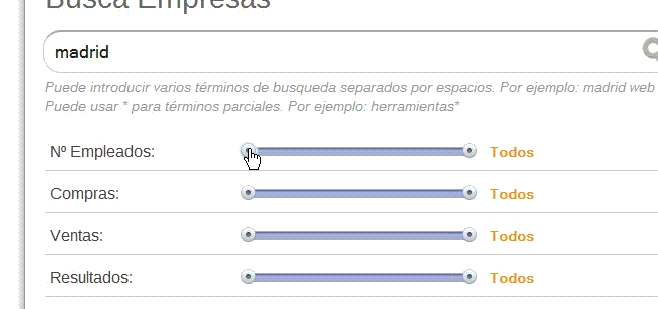 Busca Empresas
madrid
Puede introducir varios términos de busqueda separados por espacios. Por ejemplo: madrid web
Puede usar * para términos parciales. Por ejemplo: herramientas*
Nº Empleados: Todos
Compras: Todos
Ventas: Todos
Resultados: Todos